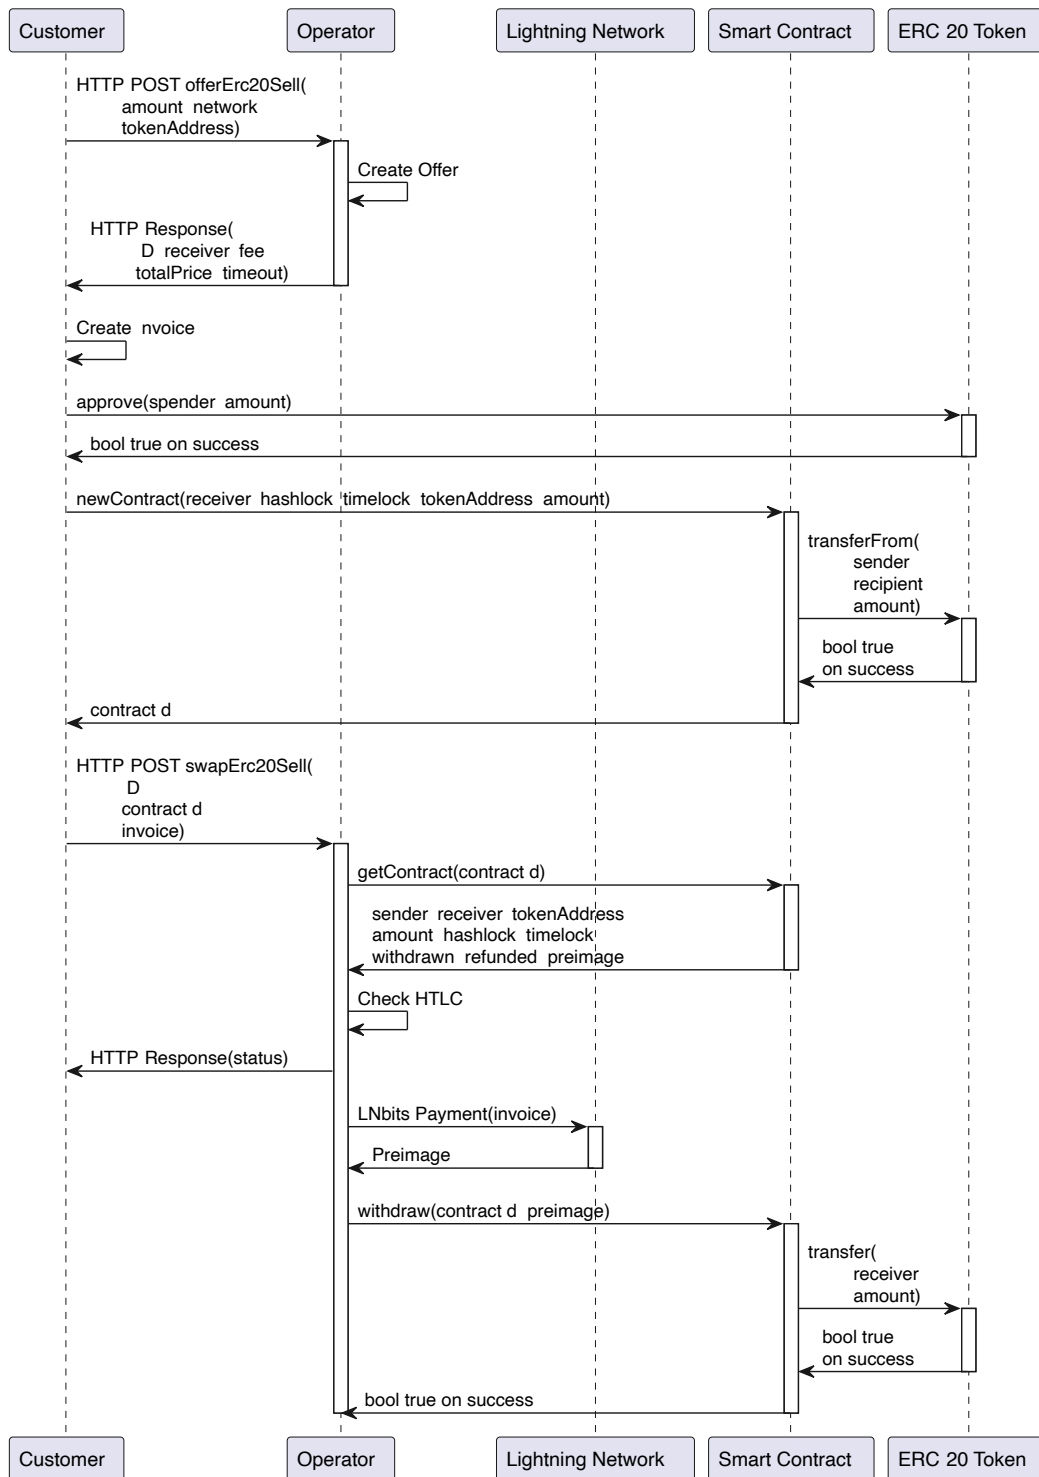 Customer
Operator
Lightning Network
Smart Contract
ERC 20 Token
HTTP POST offerErc20Sell(
amount network
tokenAddress)
Create Offer
HTTP Response(
D receiver fee
totalPrice timeout)
Create nvoice
approve(spender amount)
bool true on success
newContract(receiver hashlock timelock tokenAddress amount)
transferFrom(
sender
recipient
amount)
bool true
on success
contract d
HTTP POST swapErc20Sell(
D
contract d
invoice)
getContract(contract d)
sender receiver tokenAddress
amount hashlock timelock
withdrawn refunded preimage
Check HTLC
HTTP Response(status)
LNbits Payment(invoice)
Preimage
withdraw(contract d preimage)
transfer(
receiver
amount)
bool true
on success
bool true on success
Customer
Operator
Lightning Network
Smart Contract
ERC 20 Token